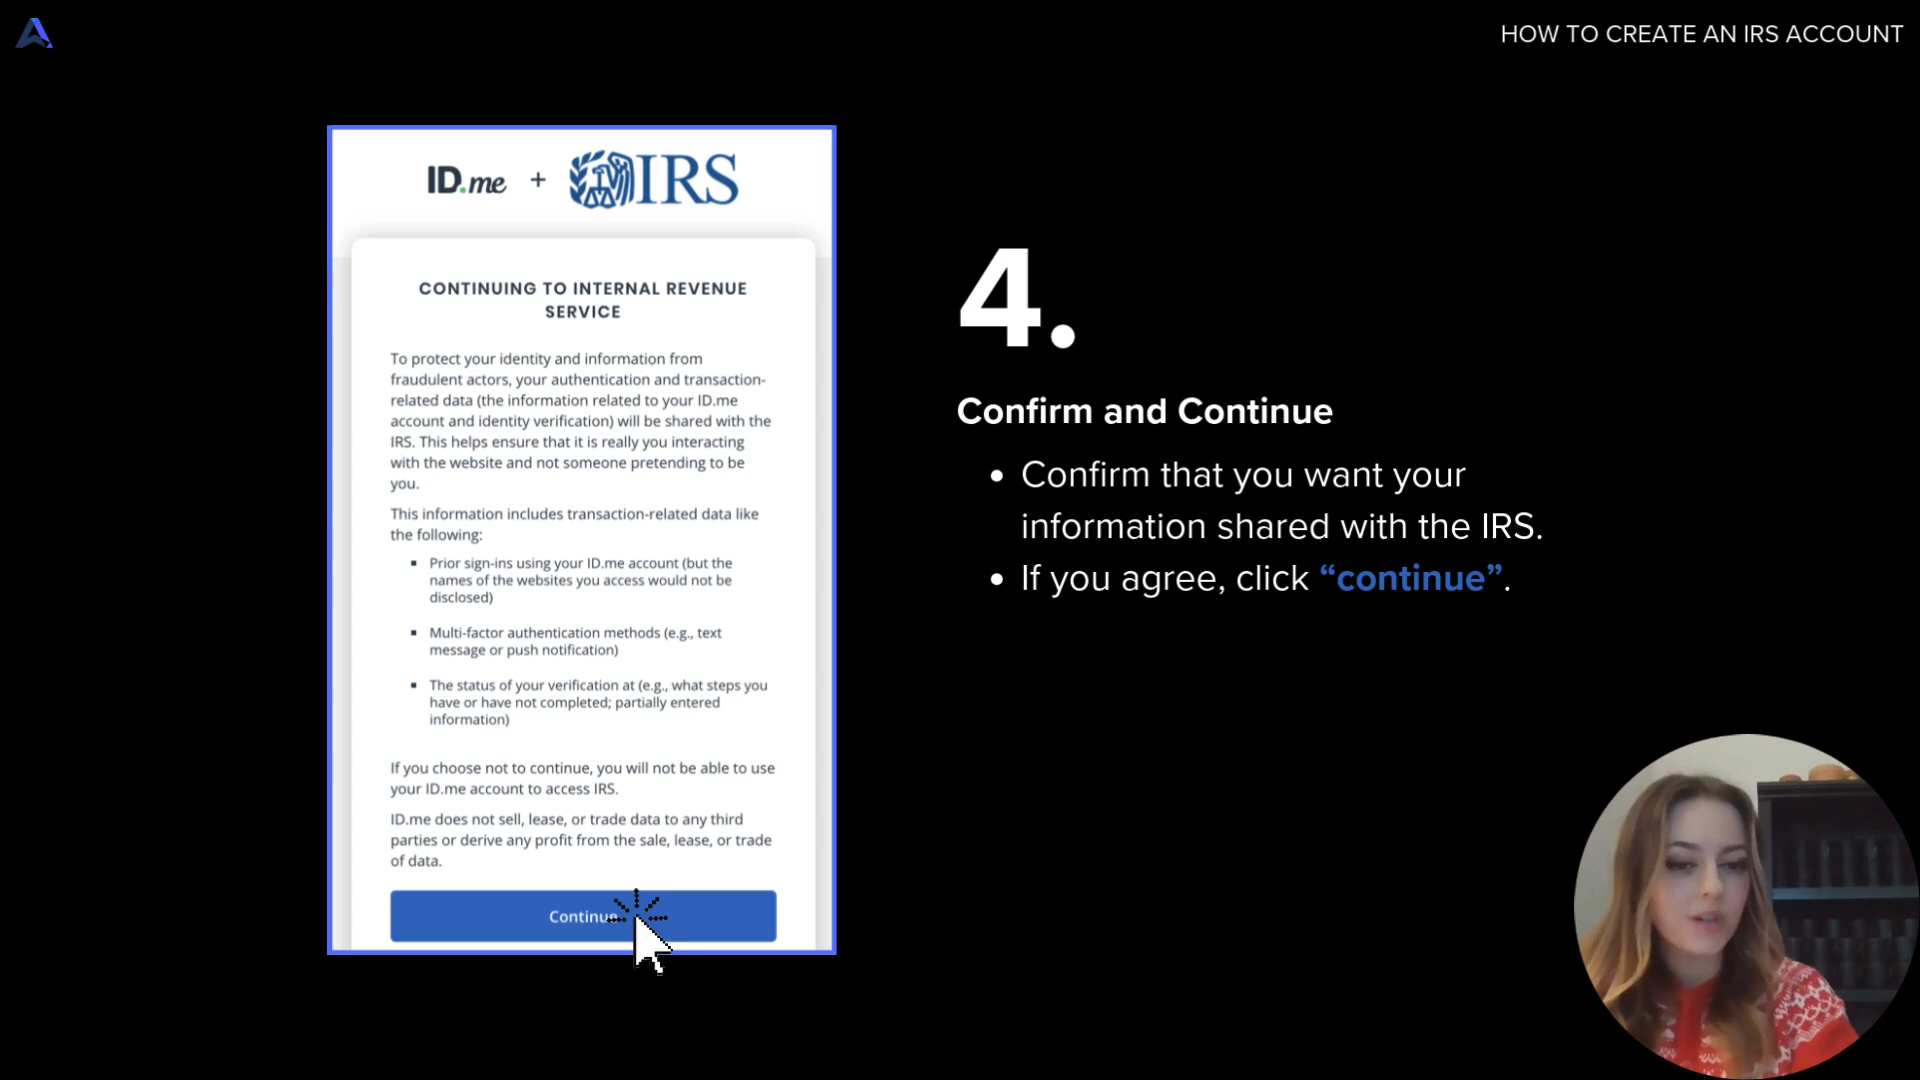 HOW TO CREATE AN IRS ACCOUNT
ID.me + IRS
CONTINUING TO INTERNAL REVENUE
SERVICE
To protect your identity and information from
fraudulent actors, your authentication and transaction-
related data (the information related to your ID.me
account and identity verification) will be shared with the
IRS. This helps ensure that it is really you interacting
with the website and not someone pretending to be
you.
This information includes transaction-related data like
the following:
▪ Prior sign-ins using your ID.me account (but the
names of the websites you access would not be
disclosed)
▪ Multi-factor authentication methods (e.g., text
message or push notification)
▪ The status of your verification at (e.g., what steps you
have or have not completed; partially entered
information)
If you choose not to continue, you will not be able to use
your ID.me account to access IRS.
ID.me does not sell, lease, or trade data to any third
parties or derive any profit from the sale, lease, or trade
of data.
Continue
4.
Confirm and Continue
• Confirm that you want your
information shared with the IRS.
• If you agree, click “continue”.